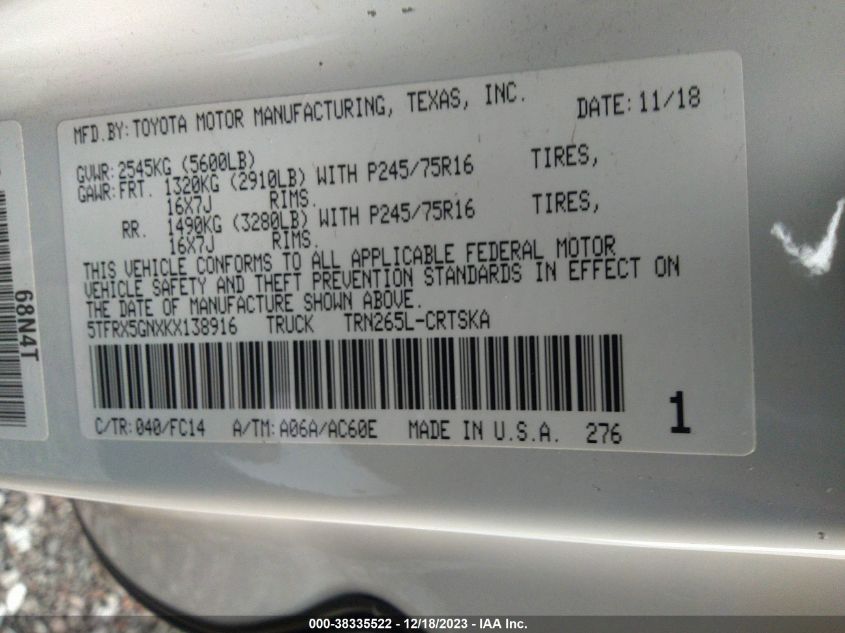 MFD.BY:TOYOTA MOTOR MANUFACTURING, TEXAS, INC. DATE:11/18
GVWR:2545KG (5600LB)
GAWR:FRT. 1320KG (2910LB) WITH P245/75R16 TIRES,
16X7J RIMS.
RR. 1490KG (3280LB) WITH P245/75R16 TIRES,
16X7J RIMS.
THIS VEHICLE CONFORMS TO ALL APPLICABLE FEDERAL MOTOR
VEHICLE SAFETY AND THEFT PREVENTION STANDARDS IN EFFECT ON
THE DATE OF MANUFACTURE SHOWN ABOVE.
5TFRX5GNXKX138916 TRUCK TRN265L-CRTSKA
1
C/TR:040/FC14 A/TM:A06A/AC60E MADE IN U.S.A. 276
68N4T
000-38335522 - 12/18/2023 - IAA Inc.